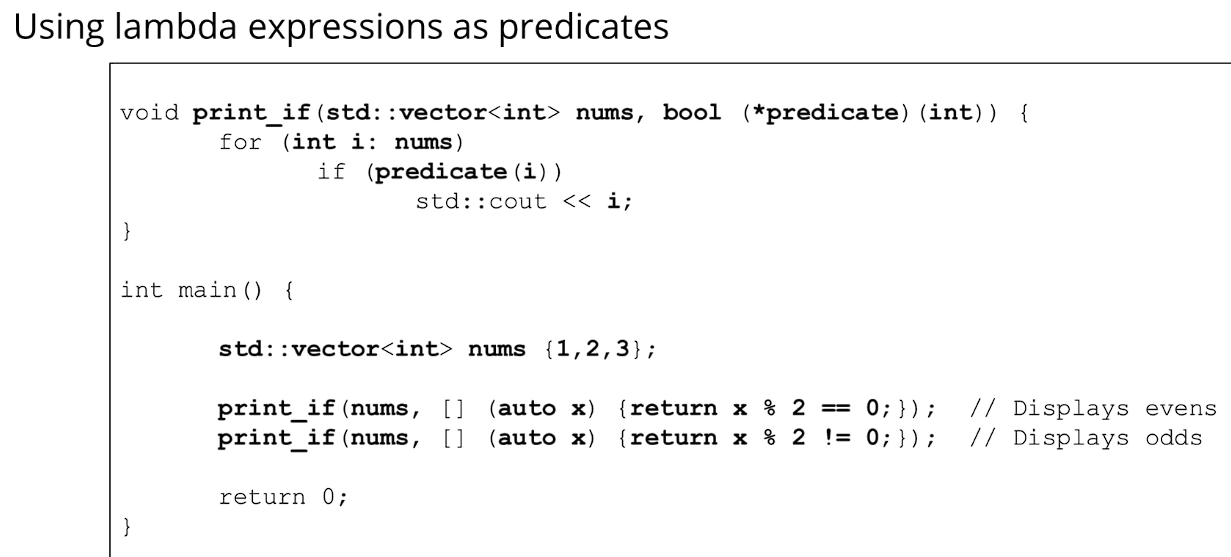 Using lambda expressions as predicates
void print_if(std::vector<int> nums, bool (*predicate)(int)) {
for (int i: nums)
if (predicate(i))
std::cout << i;
}
int main() {
std::vector<int> nums {1,2,3};
print_if(nums, [] (auto x) {return x % 2 == 0;}); // Displays evens
print_if(nums, [] (auto x) {return x % 2 != 0;}); // Displays odds
return 0;
}